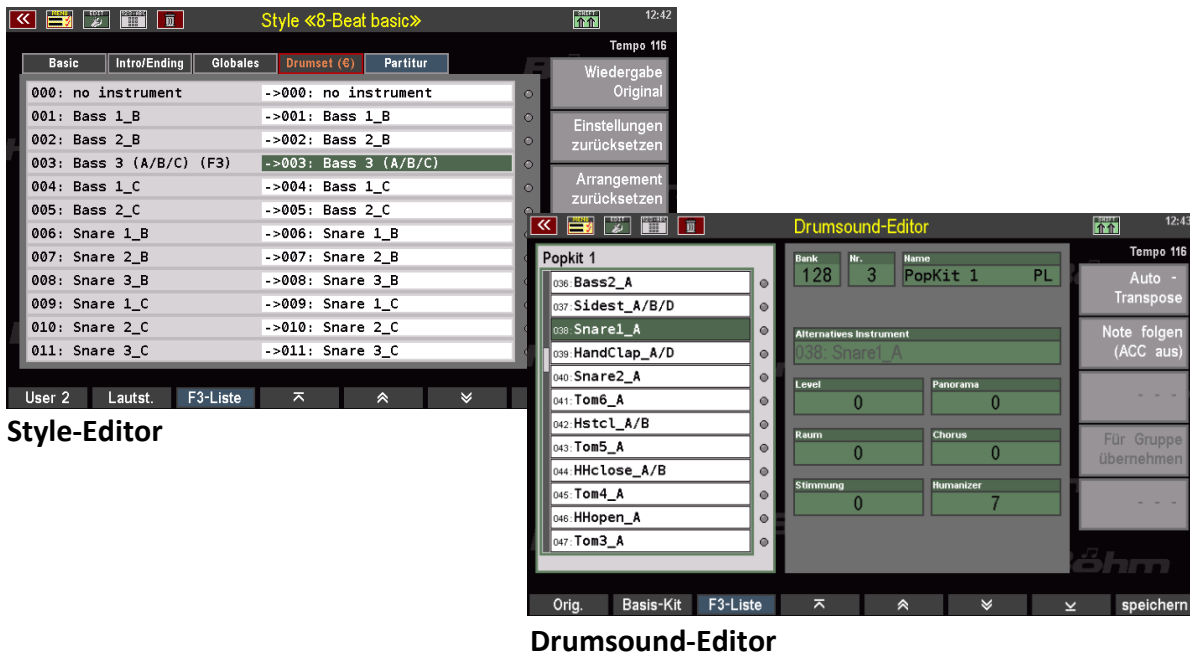 MENU EDIT Style «8-Beat basic» SHIFT 12:42
Tempo 116
Basic Intro/Ending Globales Drumset (€) Partitur
Wiedergabe
Original
Einstellungen
zurücksetzen
Arrangement
zurücksetzen
000: no instrument ->000: no instrument
001: Bass 1_B ->001: Bass 1_B
002: Bass 2_B ->002: Bass 2_B
003: Bass 3 (A/B/C) (F3) ->003: Bass 3 (A/B/C)
004: Bass 1_C ->004: Bass 1_C
005: Bass 2_C ->005: Bass 2_C
006: Snare 1_B ->006: Snare 1_B
007: Snare 2_B ->007: Snare 2_B
008: Snare 3_B ->008: Snare 3_B
009: Snare 1_C ->009: Snare 1_C
010: Snare 2_C ->010: Snare 2_C
011: Snare 3_C ->011: Snare 3_C
User 2 Lautst. F3-Liste
Style-Editor
MENU EDIT Drumsound-Editor SHIFT 12:43
Tempo 116
Popkit 1
036: Bass2_A
037: Sidest_A/B/D
038: Snare1_A
039: HandClap_A/D
040: Snare2_A
041: Tom6_A
042: Hstcl_A/B
043: Tom5_A
044: HHclose_A/B
045: Tom4_A
046: HHopen_A
047: Tom3_A
Bank Nr. Name
128 3 PopKit 1 PL
Alternatives Instrument
038: Snare1_A
Level Panorama
0 0
Raum Chorus
0 0
Stimmung Humanizer
0 7
Auto -
Transpose
Note folgen
(ACC aus)
- - -
Für Gruppe
übernehmen
- - -
Böhm
Orig. Basis-Kit F3-Liste speichern
Drumsound-Editor